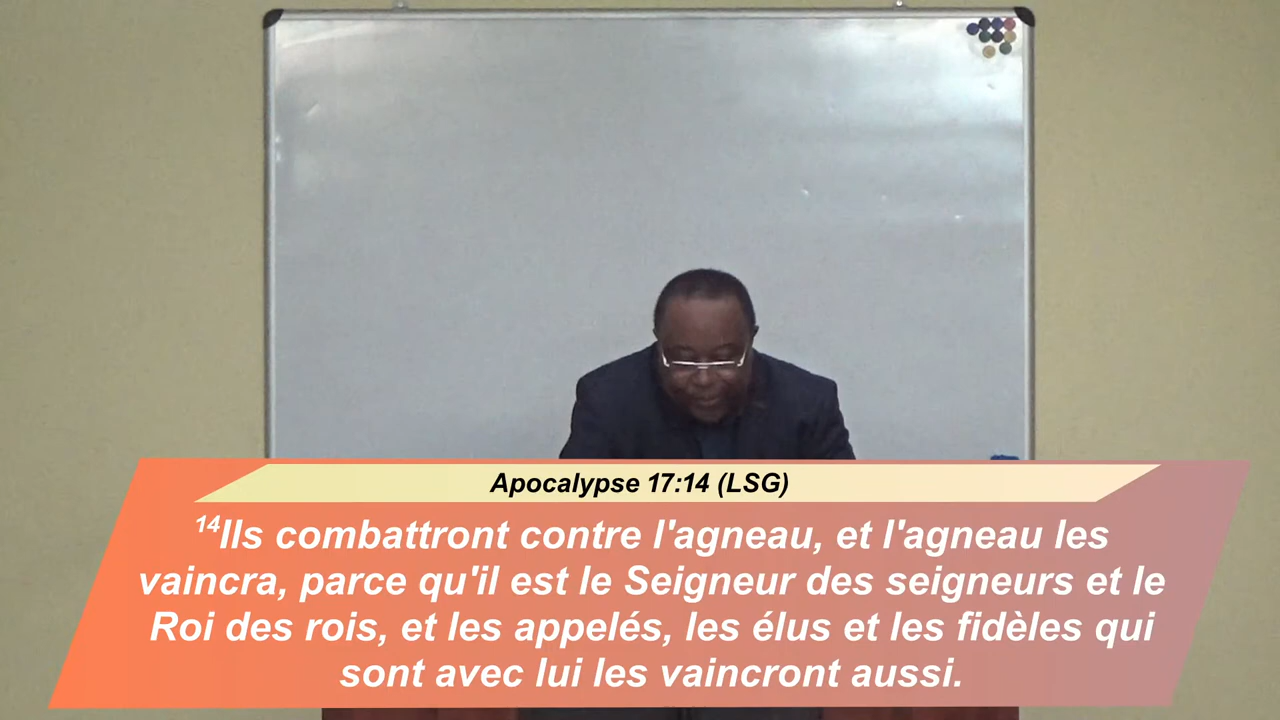 Apocalypse 17:14 (LSG)
14Ils combattront contre l'agneau, et l'agneau les
vaincra, parce qu'il est le Seigneur des seigneurs et le
Roi des rois, et les appelés, les élus et les fidèles qui
sont avec lui les vaincront aussi.